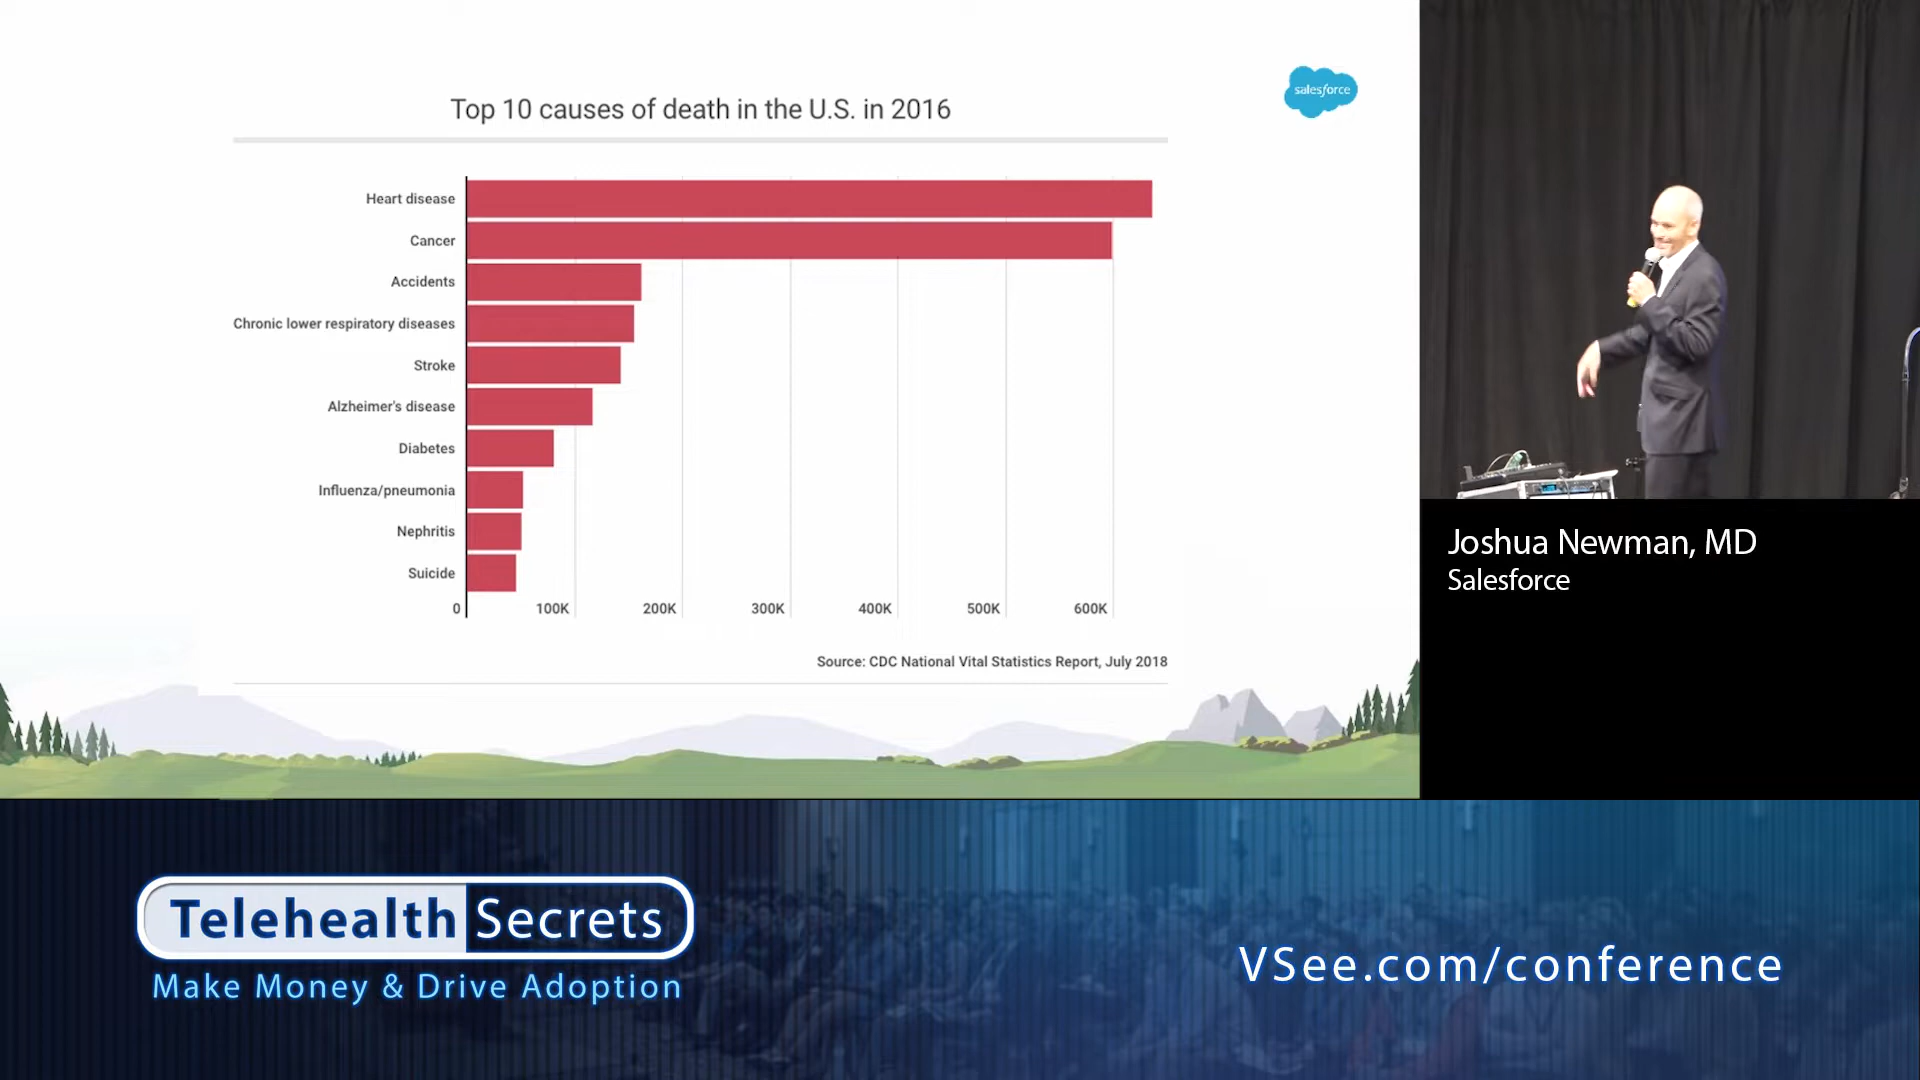 Top 10 causes of death in the U.S. in 2016
salesforce
Heart disease
Cancer
Accidents
Chronic lower respiratory diseases
Stroke
Alzheimer's disease
Diabetes
Influenza/pneumonia
Nephritis
Suicide
0 100K 200K 300K 400K 500K 600K
Source: CDC National Vital Statistics Report, July 2018
Joshua Newman, MD
Salesforce
Telehealth Secrets
Make Money & Drive Adoption
VSee.com/conference